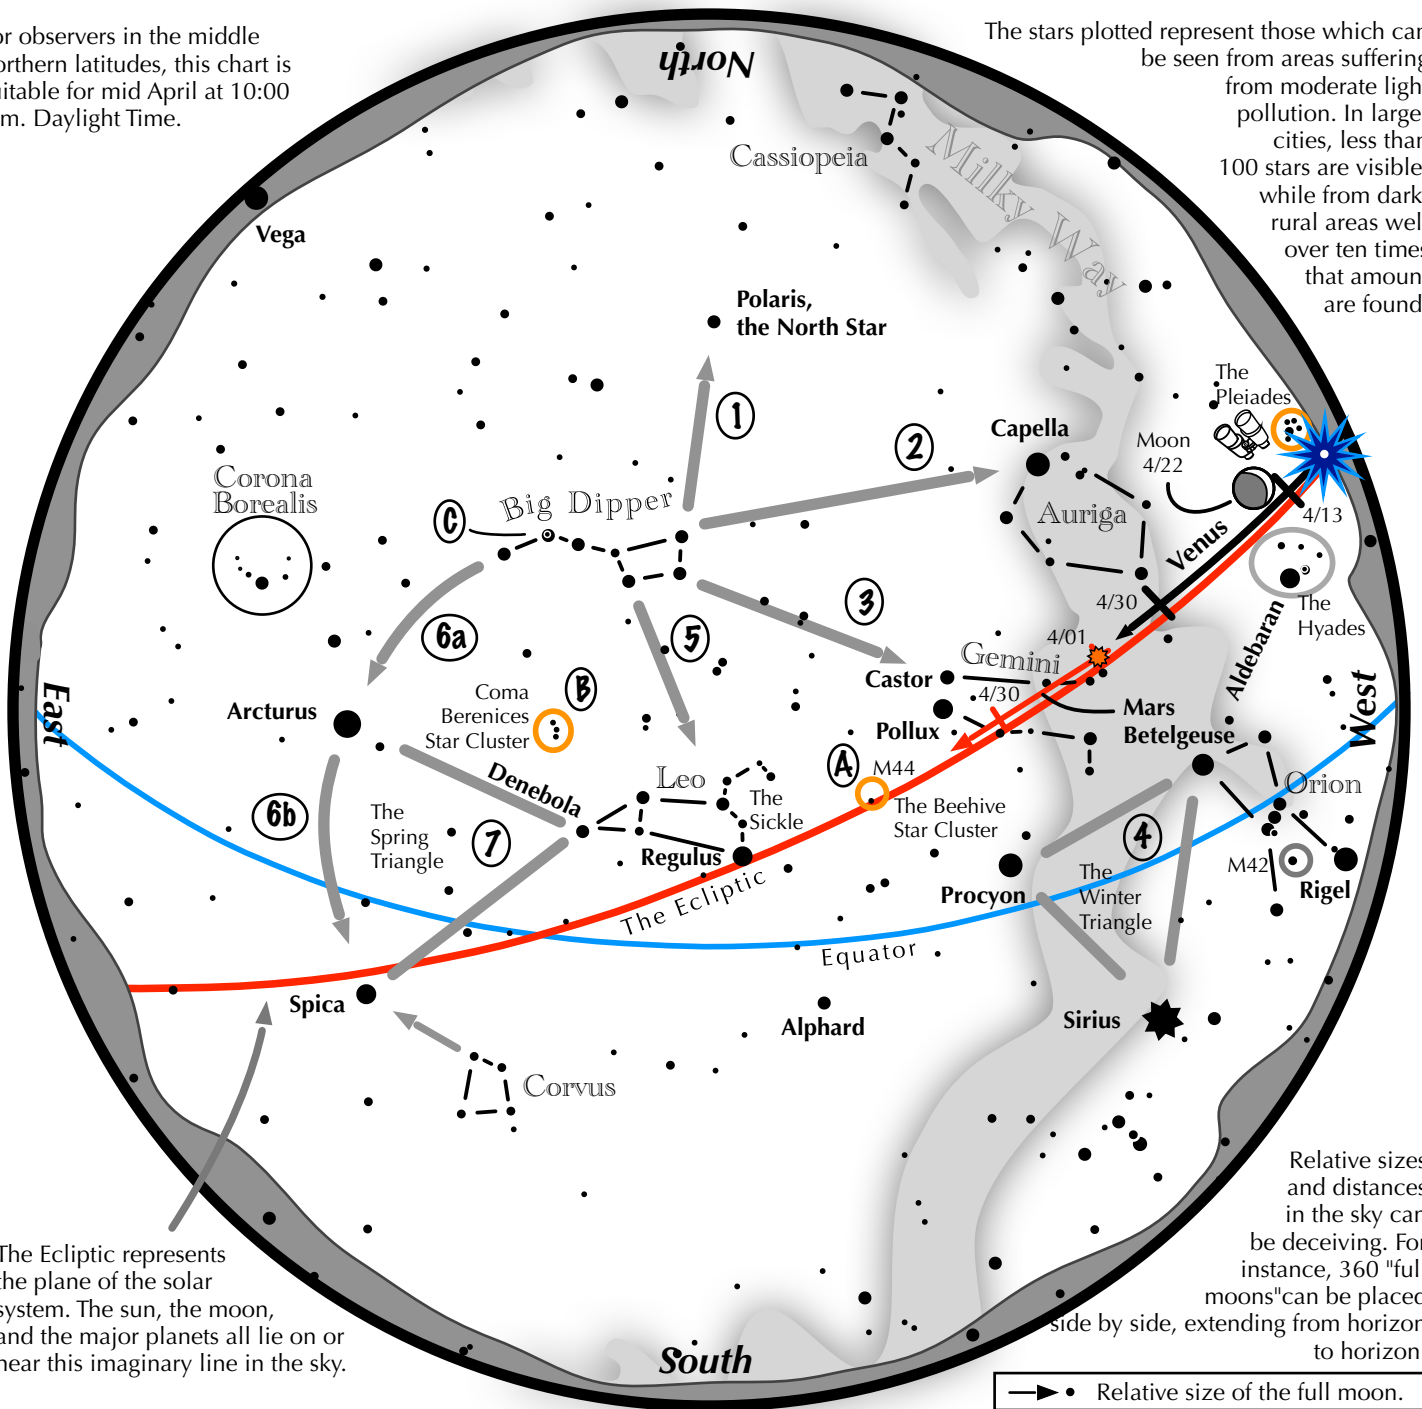 or observers in the middle
orthern latitudes, this chart is
itable for mid April at 10:00
m. Daylight Time.
The stars plotted represent those which can
be seen from areas suffering
from moderate ligh
pollution. In large
cities, less than
100 stars are visible
while from dark
rural areas wel
over ten times
that amoun
are found
North
Cassiopeia
Milky Way
Vega
Polaris,
the North Star
1
2
Capella
The
Pleiades
Moon
4/22
4/13
Corona
Borealis
C
Big Dipper
Auriga
Venus
3
4/30
The
Hyades
Aldebaran
6a
5
4/01
Gemini
Castor
4/30
Pollux
Mars
Betelgeuse
East
West
Arcturus
Coma
Berenices
Star Cluster
B
A
M44
The Beehive
Star Cluster
Denebola
Leo
The
Sickle
Orion
6b
The
Spring
Triangle
7
Regulus
4
Procyon
The
Winter
Triangle
M42
Rigel
The Ecliptic
Equator
Spica
Alphard
Sirius
Corvus
The Ecliptic represents
the plane of the solar
system. The sun, the moon,
and the major planets all lie on or
near this imaginary line in the sky.
Relative sizes
and distances
in the sky can
be deceiving. For
instance, 360 "ful
moons"can be placed
side by side, extending from horizon
to horizon
South
Relative size of the full moon.